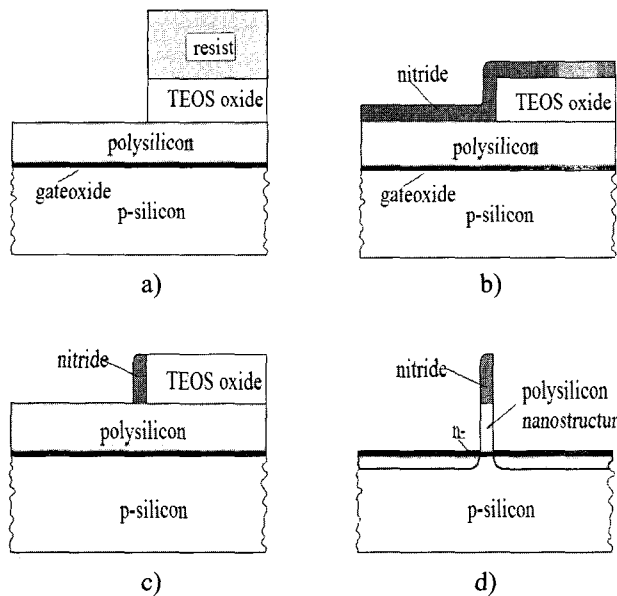 resist
TEOS oxide
polysilicon
gateoxide
p-silicon
a)
nitride
TEOS oxide
polysilicon
gateoxide
p-silicon
b)
nitride
TEOS oxide
polysilicon
p-silicon
c)
nitride
polysilicon
nanostructur
n-
p-silicon
d)